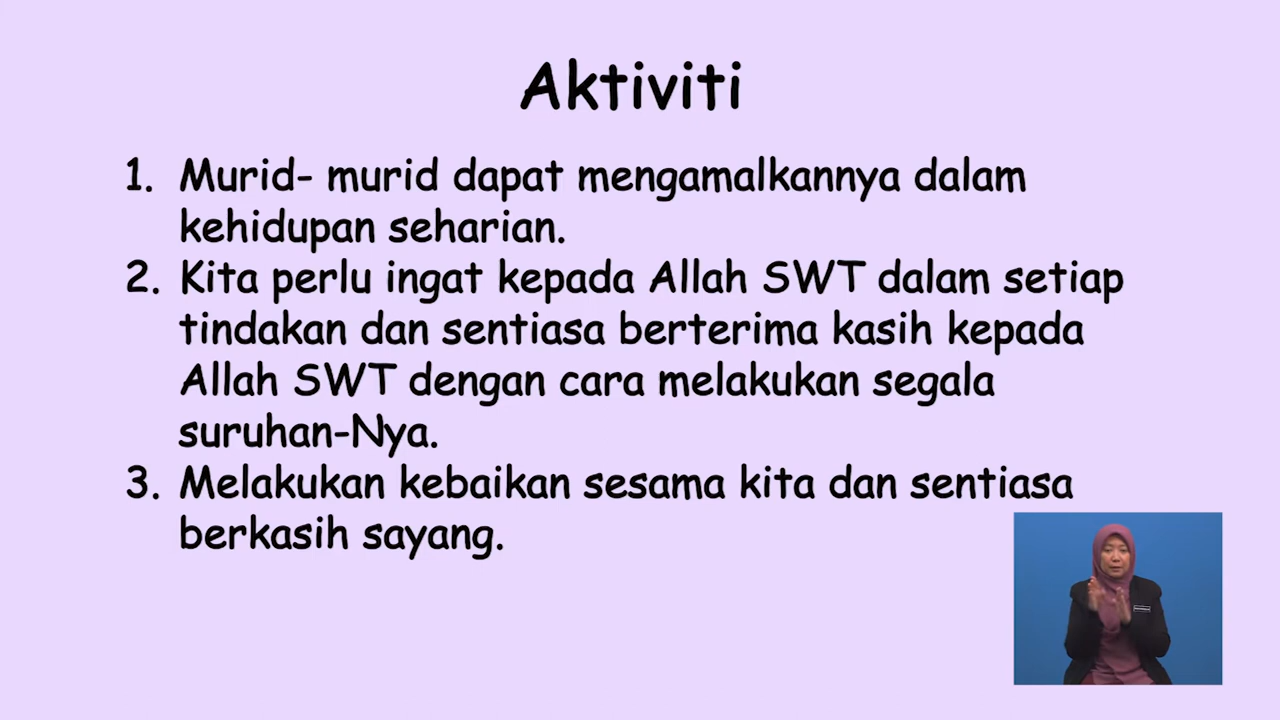 Aktiviti
1. Murid- murid dapat mengamalkannya dalam
kehidupan seharian.
2. Kita perlu ingat kepada Allah SWT dalam setiap
tindakan dan sentiasa berterima kasih kepada
Allah SWT dengan cara melakukan segala
suruhan-Nya.
3. Melakukan kebaikan sesama kita dan sentiasa
berkasih sayang.